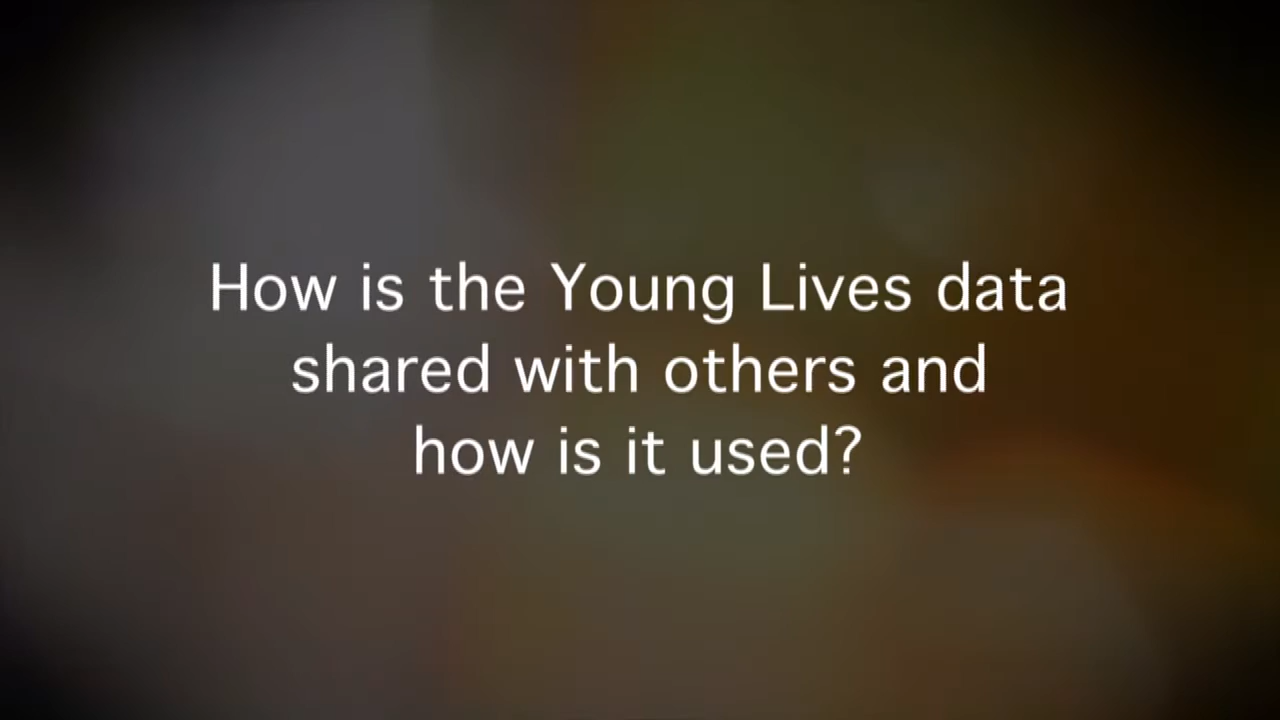 How is the Young Lives data
shared with others and
how is it used?